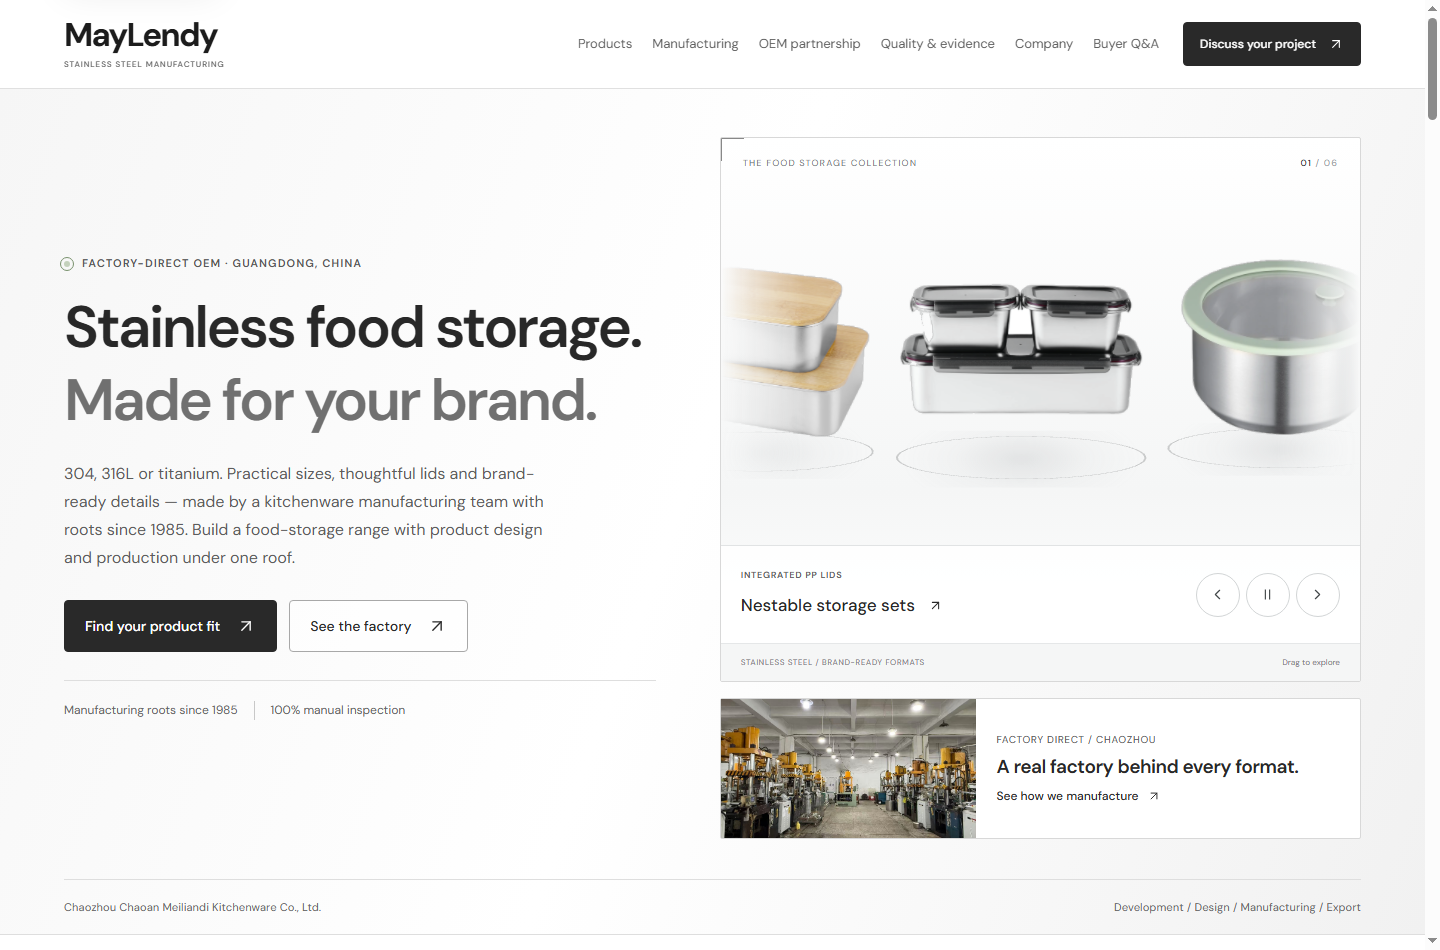 MayLendy
STAINLESS STEEL MANUFACTURING
Products
Manufacturing
OEM partnership
Quality & evidence
Company
Buyer Q&A
Discuss your project
FACTORY-DIRECT OEM · GUANGDONG, CHINA
Stainless food storage.
Made for your brand.
304, 316L or titanium. Practical sizes, thoughtful lids and brand-
ready details — made by a kitchenware manufacturing team with
roots since 1985. Build a food-storage range with product design
and production under one roof.
Find your product fit
See the factory
Manufacturing roots since 1985
100% manual inspection
THE FOOD STORAGE COLLECTION
01 / 06
INTEGRATED PP LIDS
Nestable storage sets
STAINLESS STEEL / BRAND-READY FORMATS
Drag to explore
FACTORY DIRECT / CHAOZHOU
A real factory behind every format.
See how we manufacture
Chaozhou Chaoan Meiliandi Kitchenware Co., Ltd.
Development / Design / Manufacturing / Export